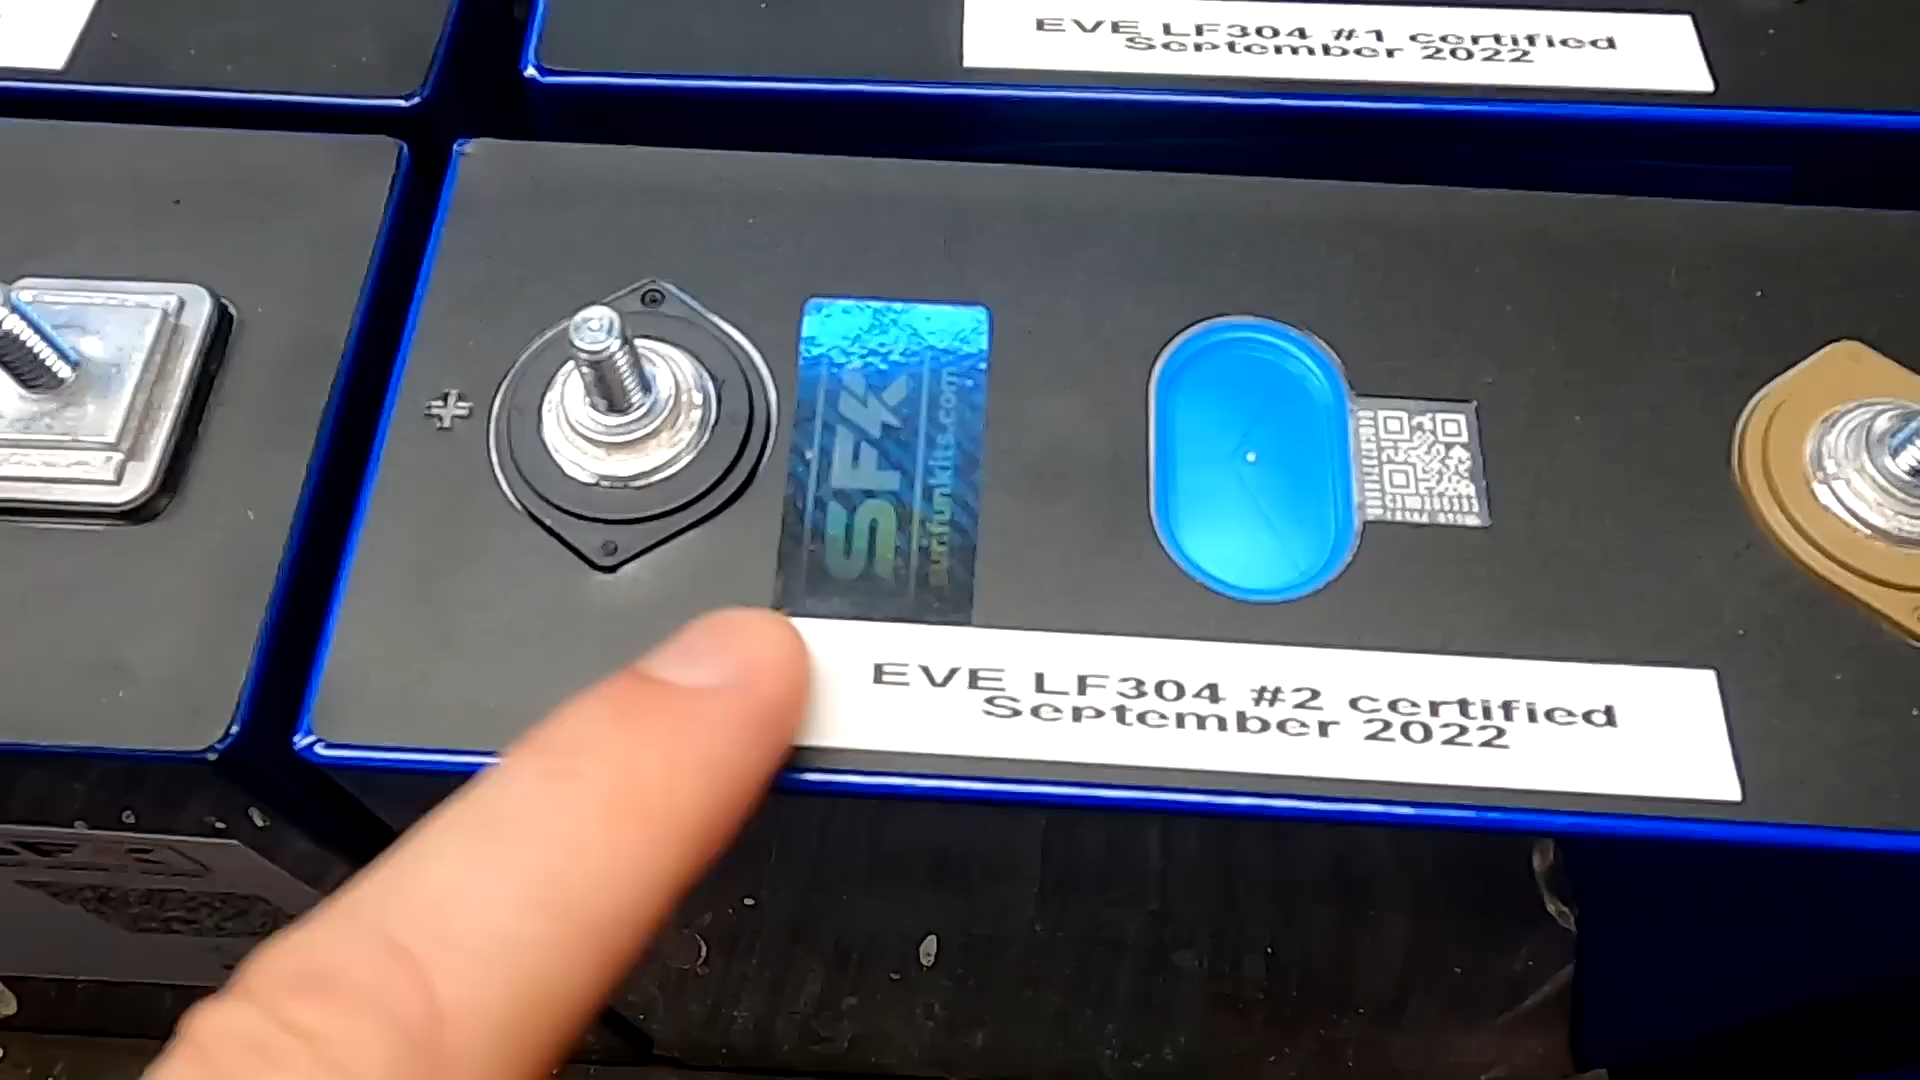 EVE LF304 #1 certified
September 2022
+
SFK
sunfunkits.com
EVE LF304 #2 certified
September 2022